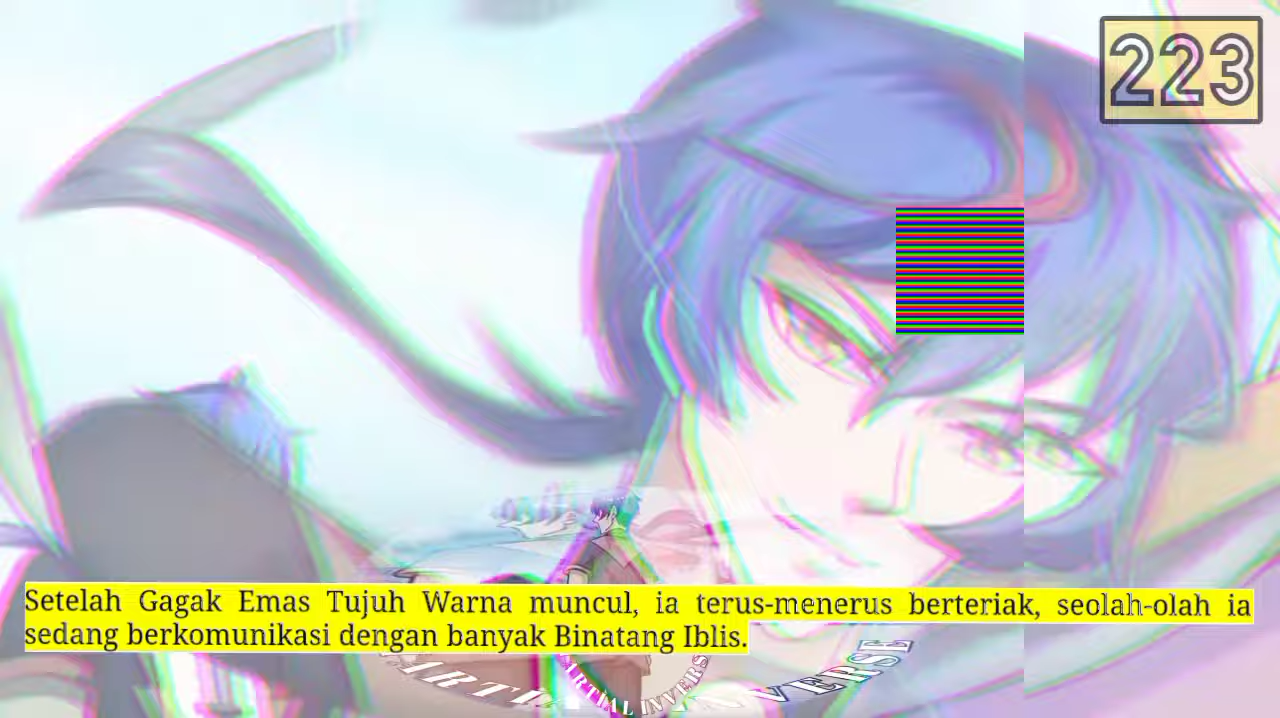 223
Setelah Gagak Emas Tujuh Warna muncul, ia terus-menerus berteriak, seolah-olah ia
sedang berkomunikasi dengan banyak Binatang Iblis.